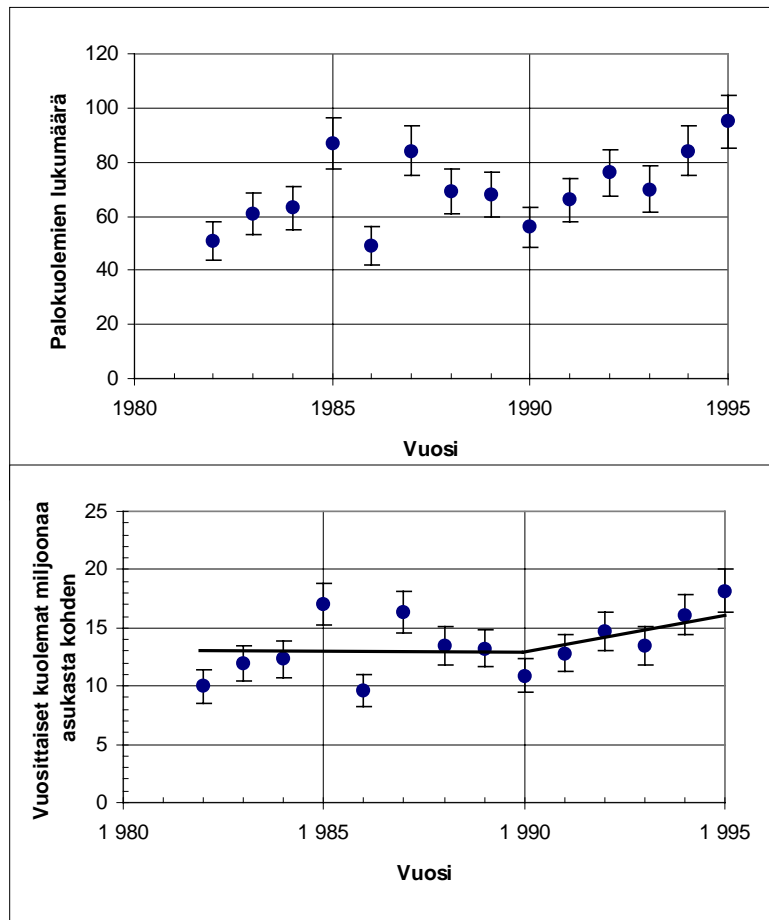 120
100
80
60
40
20
0
Palokuolemien lukumäärä
1980 1985 1990 1995
Vuosi
25
20
15
10
5
0
Vuosittaiset kuolemat miljoonaa
asukasta kohden
1 980 1 985 1 990 1 995
Vuosi